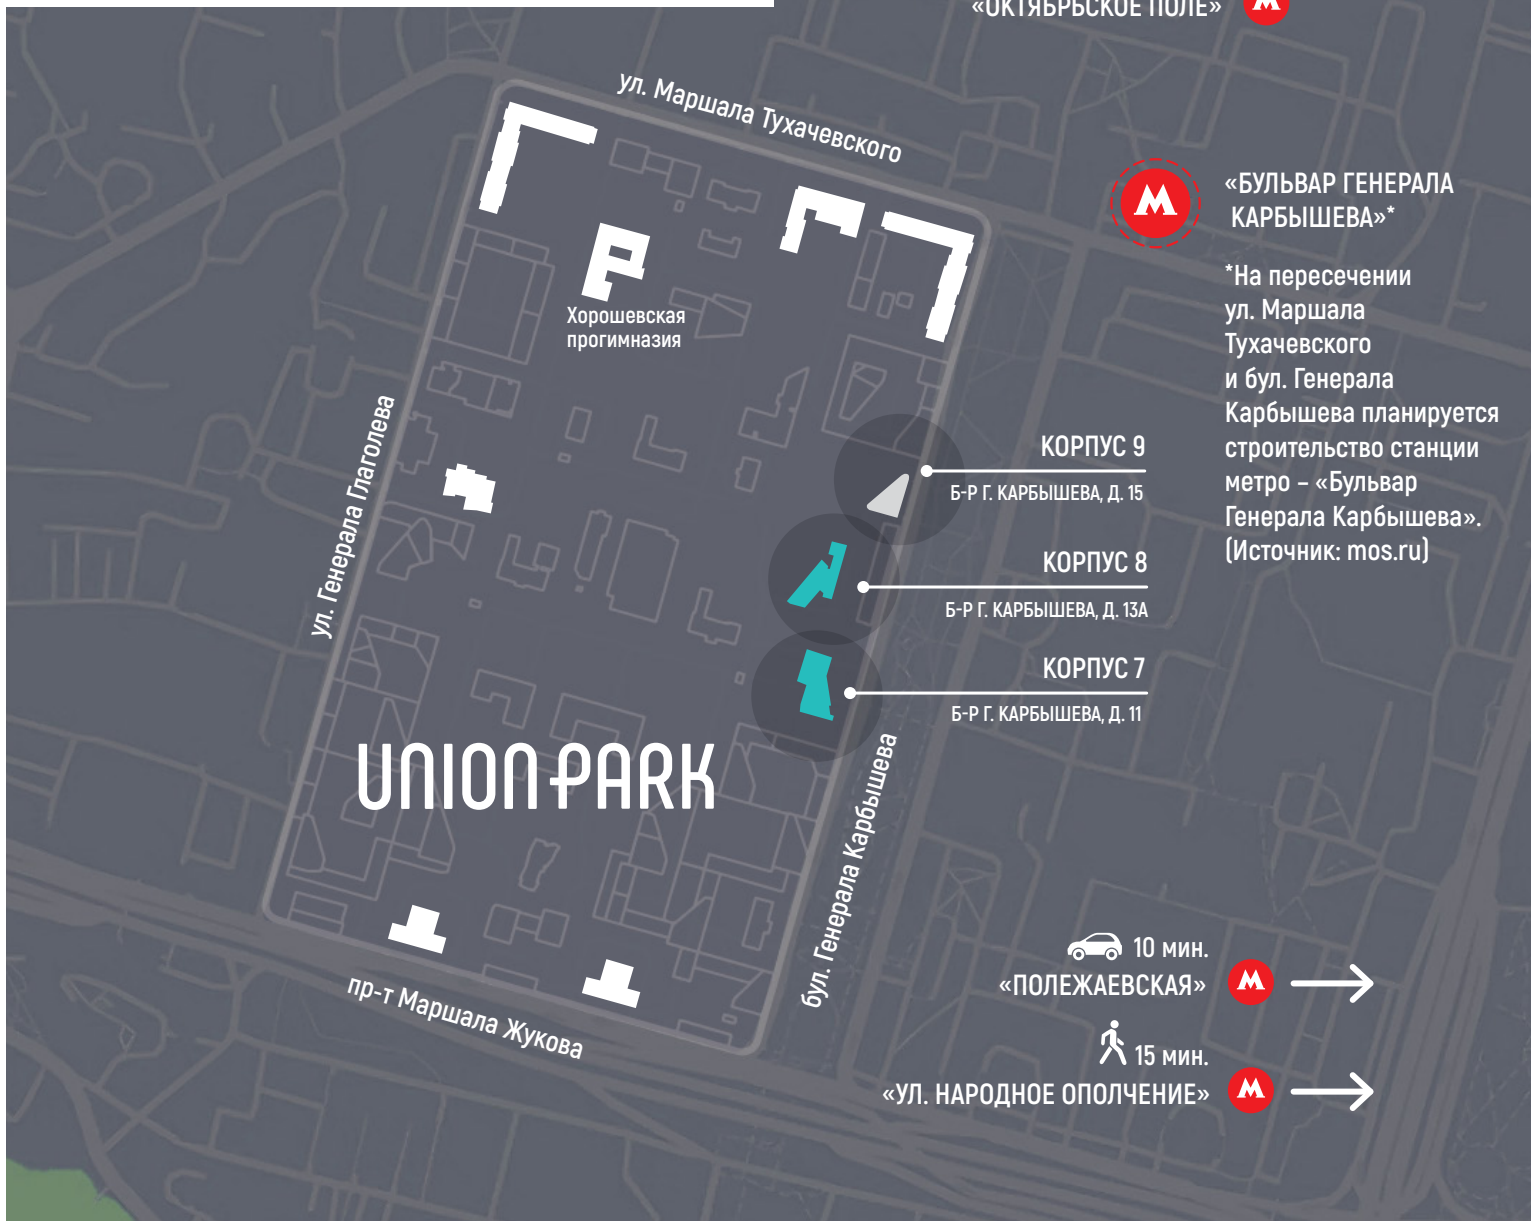 «ОКТЯБРЬСКОЕ ПОЛЕ»
ул. Маршала Тухачевского
«БУЛЬВАР ГЕНЕРАЛА
КАРБЫШЕВА»*
*На пересечении
ул. Маршала
Тухачевского
и бул. Генерала
Карбышева планируется
строительство станции
метро – «Бульвар
Генерала Карбышева».
(Источник: mos.ru)
Хорошевская
прогимназия
ул. Генерала Глаголева
КОРПУС 9
Б-Р Г. КАРБЫШЕВА, Д. 15
КОРПУС 8
Б-Р Г. КАРБЫШЕВА, Д. 13А
КОРПУС 7
Б-Р Г. КАРБЫШЕВА, Д. 11
UNION PARK
бул. Генерала Карбышева
пр-т Маршала Жукова
10 мин.
«ПОЛЕЖАЕВСКАЯ»
15 мин.
«УЛ. НАРОДНОЕ ОПОЛЧЕНИЕ»